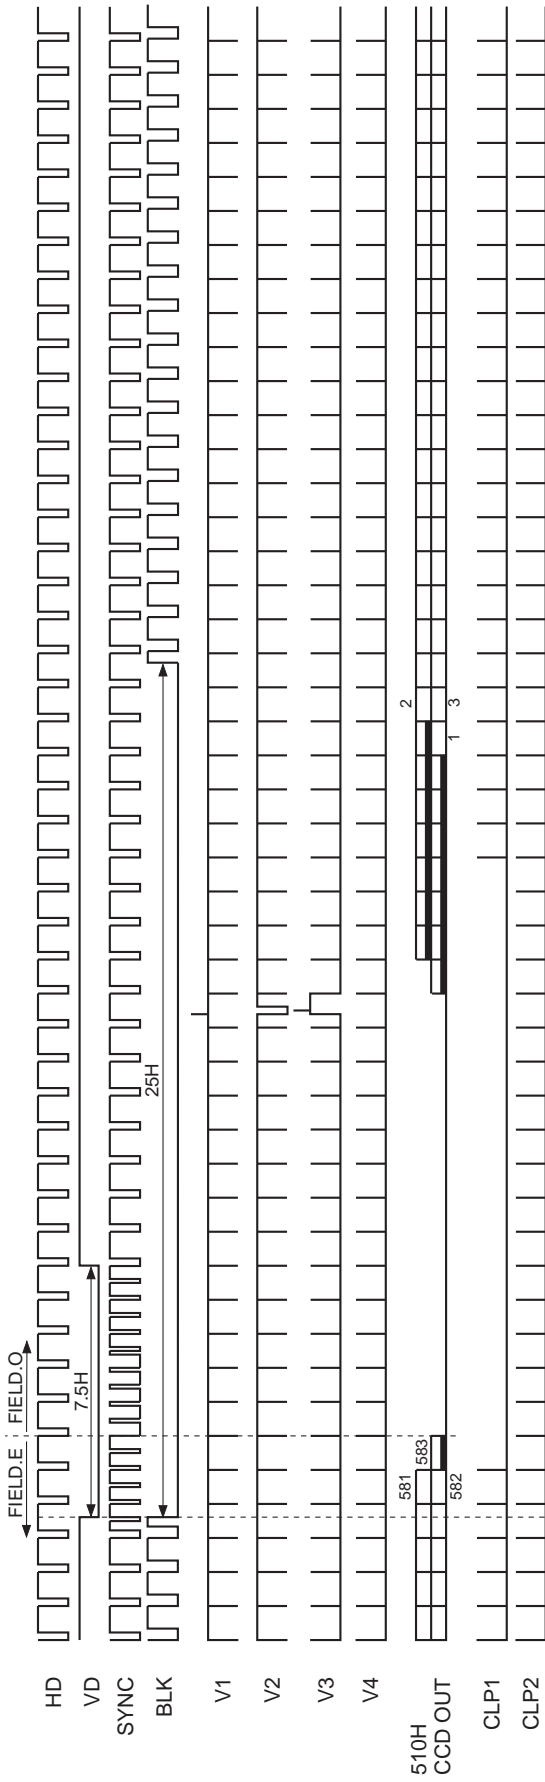 FIELD.E FIELD.O
HD
VD
7.5H
SYNC
BLK
25H
V1
V2
V3
V4
510H
CCD OUT
581
583
582
2
1
3
CLP1
CLP2